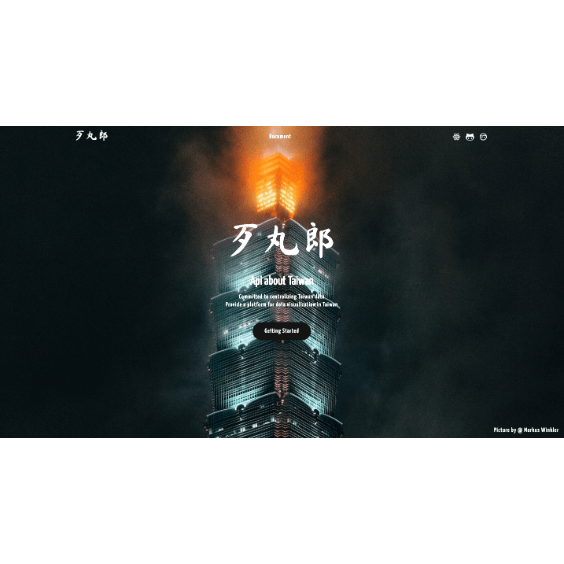 歹丸郎
Document
歹丸郎
Api about Taiwan
Committed to centralizing Taiwan data
Provide a platform for data visualization in Taiwan
Getting Started
Picture by @ Markus Winkler